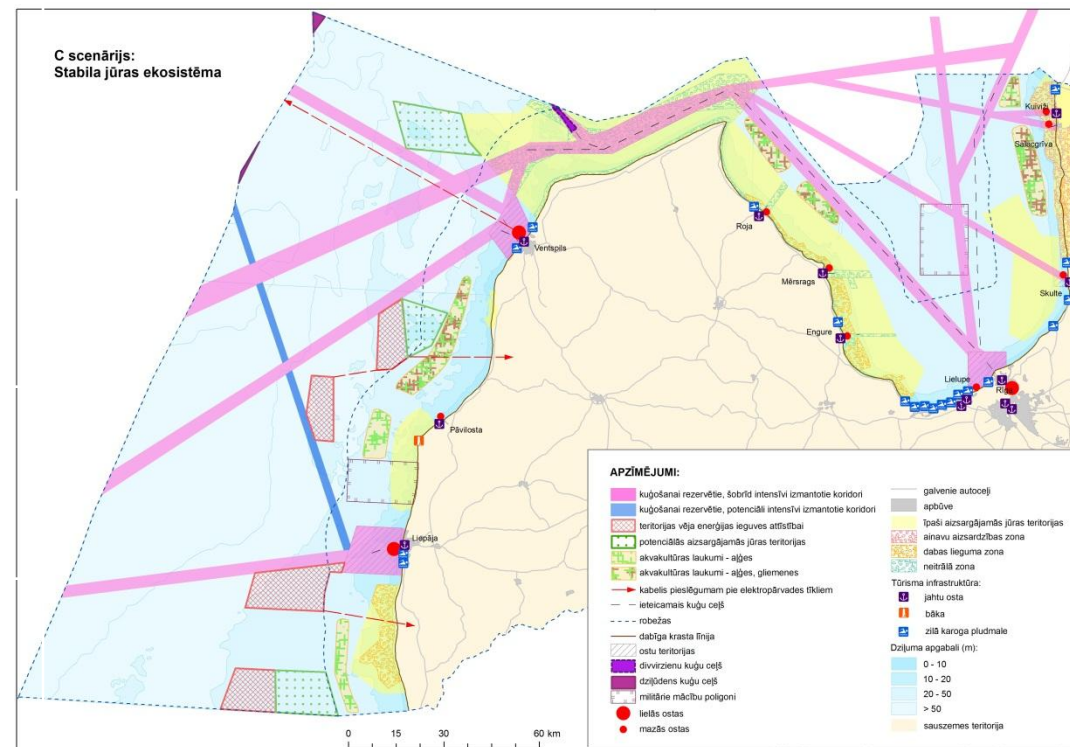 C scenārijs:
Stabila jūras ekosistēma
Kuiviži
Salacgrīva
Ventspils
Roja
Mērsrags
Engure
Skulte
Lielupe
Rīga
Pāvilosta
Liepāja
0 15 30 60 km
APZĪMĒJUMI:
kuģošanai rezervētie, šobrīd intensīvi izmantotie koridori
kuģošanai rezervētie, potenciāli intensīvi izmantotie koridori
teritorijas vēja enerģijas ieguves attīstībai
potenciālās aizsargājamās jūras teritorijas
akvakultūras laukumi - aļģes
akvakultūras laukumi - aļģes, gliemenes
kabelis pieslēgumam pie elektropārvades tīkliem
ieteicamais kuģu ceļš
robežas
dabīga krasta līnija
ostu teritorijas
divvirzienu kuģu ceļš
dziļūdens kuģu ceļš
militārie mācību poligoni
lielās ostas
mazās ostas
galvenie autoceļi
apbūve
īpaši aizsargājamās jūras teritorijas
ainavu aizsardzības zona
dabas lieguma zona
neitrālā zona
Tūrisma infrastruktūra:
jahtu osta
bāka
zilā karoga pludmale
Dziļuma apgabali (m):
0 - 10
10 - 20
20 - 50
> 50
sauszemes teritorija